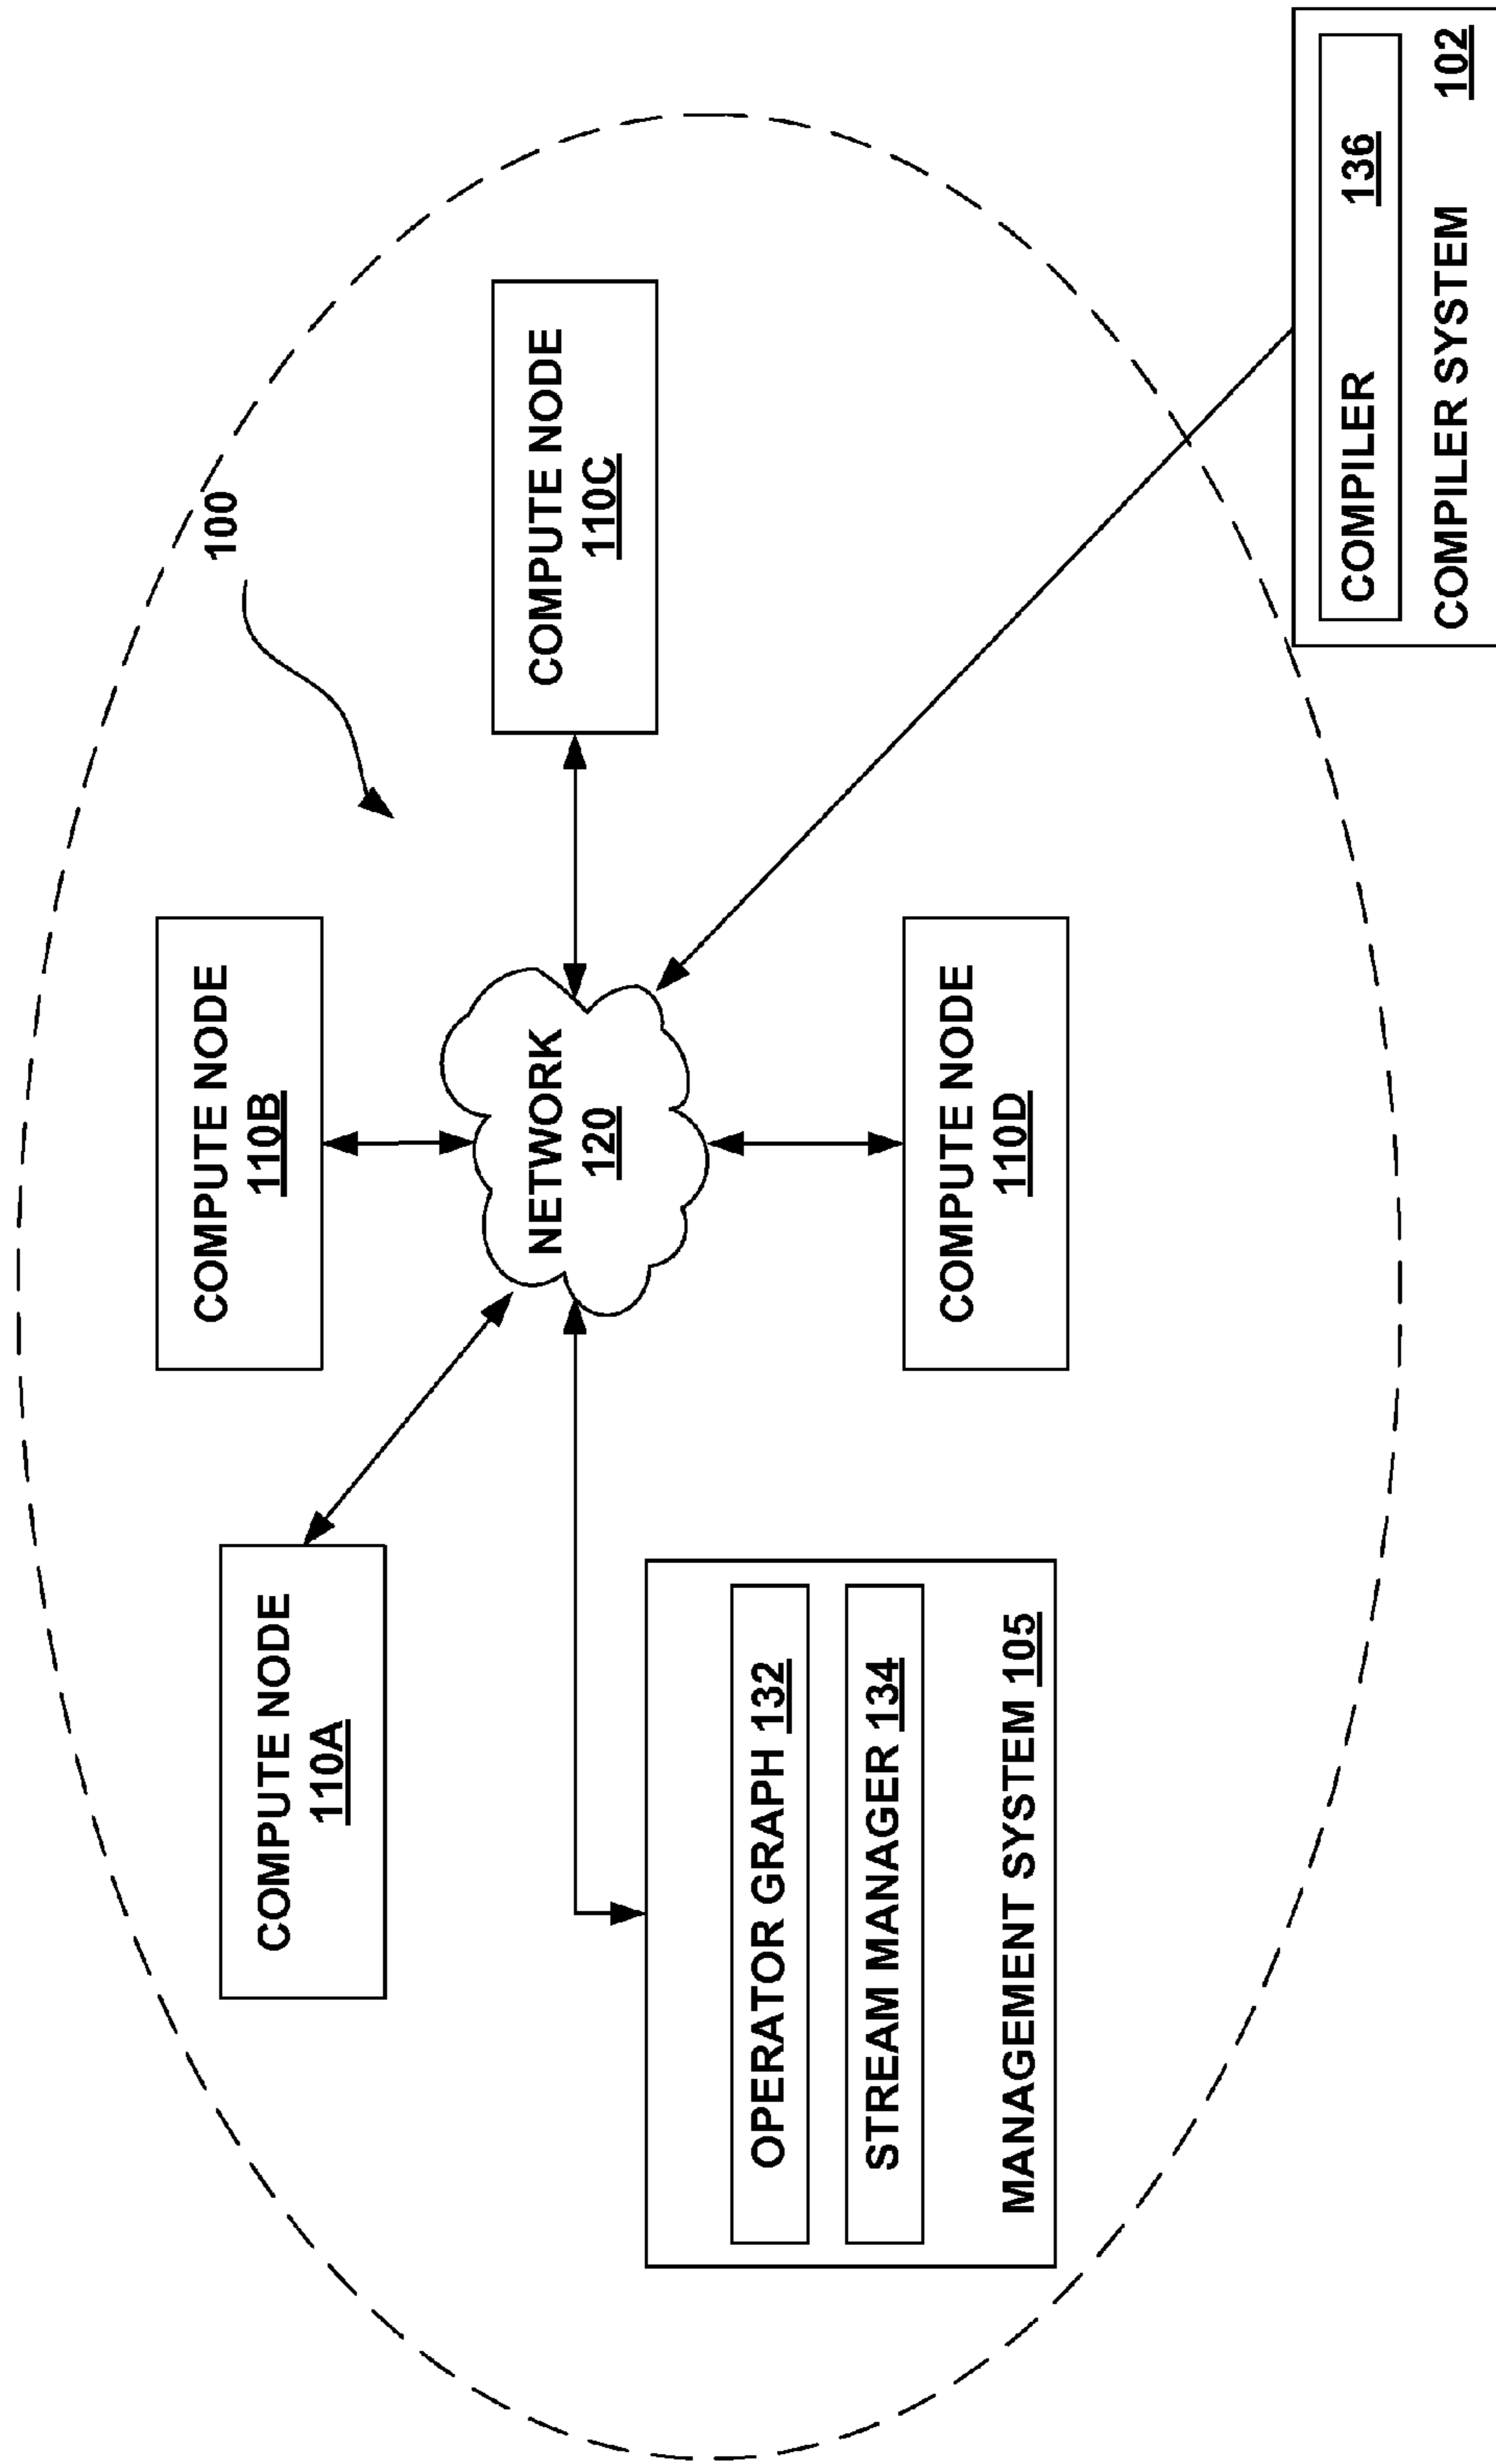 100
COMPUTE NODE
110A
COMPUTE NODE
110B
COMPUTE NODE
110C
NETWORK
120
OPERATOR GRAPH 132
STREAM MANAGER 134
MANAGEMENT SYSTEM 105
COMPUTE NODE
110D
COMPILER 136
COMPILER SYSTEM 102